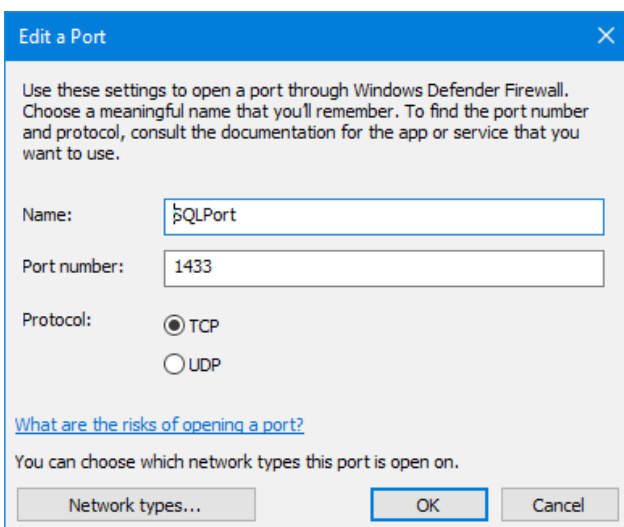 Edit a Port
Use these settings to open a port through Windows Defender Firewall.
Choose a meaningful name that you'll remember. To find the port number
and protocol, consult the documentation for the app or service that you
want to use.
Name: SQLPort
Port number: 1433
Protocol: TCP
UDP
What are the risks of opening a port?
You can choose which network types this port is open on.
Network types... OK Cancel